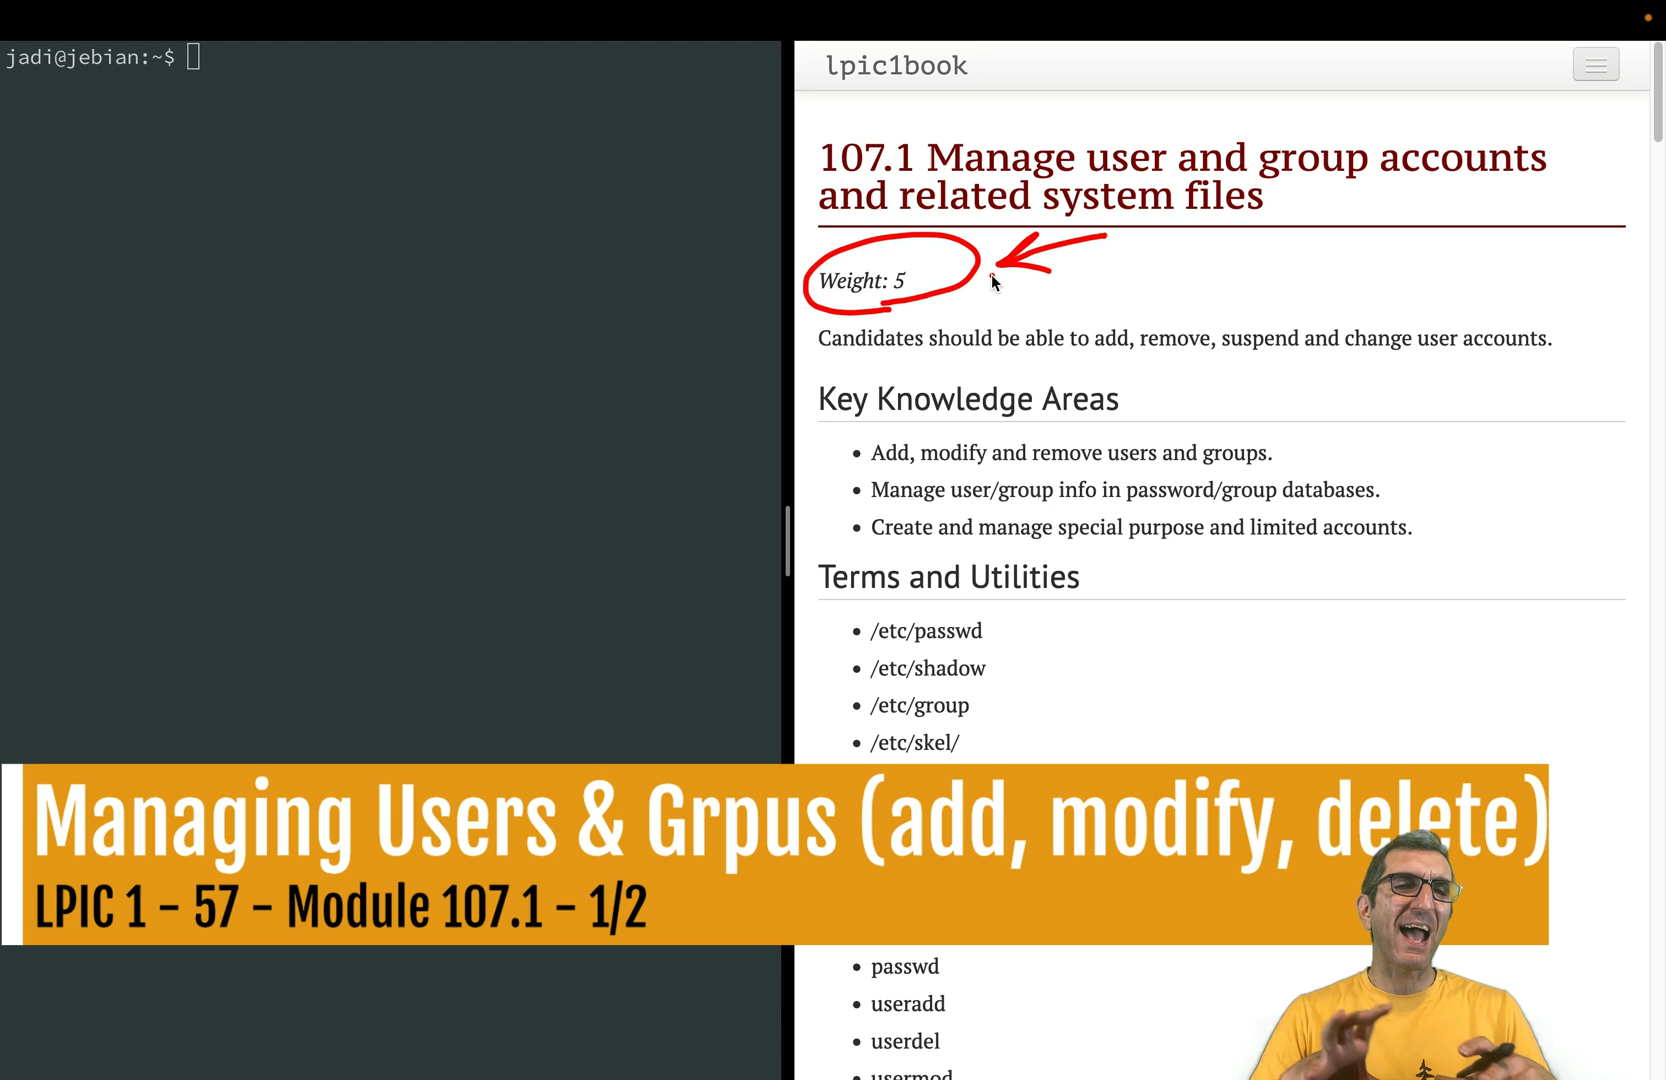 jadi@jebian:~$
lpic1book
107.1 Manage user and group accounts
and related system files
Weight: 5
Candidates should be able to add, remove, suspend and change user accounts.
Key Knowledge Areas
• Add, modify and remove users and groups.
• Manage user/group info in password/group databases.
• Create and manage special purpose and limited accounts.
Terms and Utilities
• /etc/passwd
• /etc/shadow
• /etc/group
• /etc/skel/
Managing Users & Grpus (add, modify, delete)
LPIC 1 - 57 - Module 107.1 - 1/2
• passwd
• useradd
• userdel
usermod